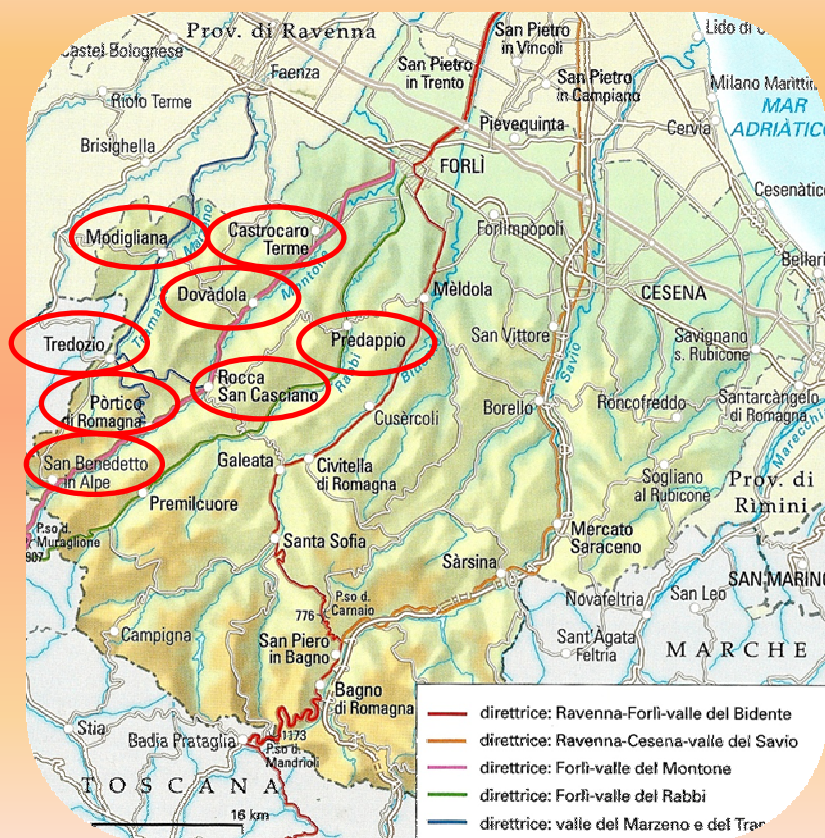 Prov. di Ravenna
Castel Bolognese
Faenza
San Pietro
in Vincoli
Lido di
San Pietro
in Trento
San Pietro
in Campiano
Riolo Terme
Milano Maritti
MAR
ADRIÀTICO
Brisighella
Pievequinta
Cervia
FORLÌ
Cesenàtico
Modigliana
Castrocaro
Terme
Forlimpòpoli
Bellari
Dovàdola
Montone
Mèldola
CESENA
Tredozio
Predappio
San Vittore
Savio
Savignano
s. Rubicone
Rocca
San Casciano
Rabbi
Pòrtico
di Romagna
Cusèrcoli
Borello
Roncofreddo
Santarcàngelo
di Romagna
Marecchia
San Benedetto
in Alpe
Galeata
Civitella
di Romagna
Sogliano
al Rubicone
Prov. di
Rìmini
Premilcuore
P.so d.
Muraglione
907
Santa Sofia
Mercato
Saraceno
Sàrsina
SAN MARINO
P.so d.
Carnaio
776
Novafeltria
San Leo
Campigna
San Piero
in Bagno
Sant'Àgata
Feltria
MARCHE
Bagno
di Romagna
Stia
Badia Prataglia
1173
P.so d.
Mandrioli
TOSCANA
16 km
direttrice: Ravenna-Forlì-valle del Bidente
direttrice: Ravenna-Cesena-valle del Savio
direttrice: Forlì-valle del Montone
direttrice: Forlì-valle del Rabbi
direttrice: valle del Marzeno e del Tra